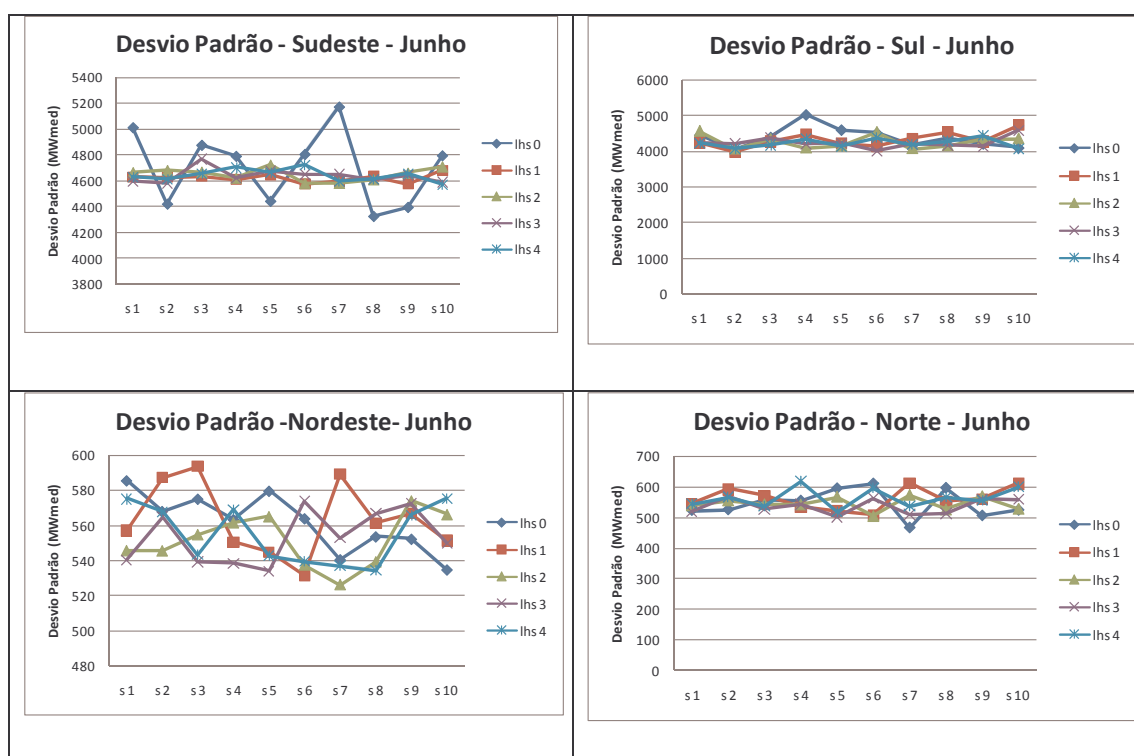 Desvio Padrão - Sudeste - Junho
Desvio Padrão (MWmed)
5400
5200
5000
4800
4600
4400
4200
4000
3800
s1 s2 s3 s4 s5 s6 s7 s8 s9 s10
lhs 0
lhs 1
lhs 2
lhs 3
lhs 4
Desvio Padrão - Sul - Junho
Desvio Padrão (MWmed)
6000
5000
4000
3000
2000
1000
0
s1 s2 s3 s4 s5 s6 s7 s8 s9 s10
lhs 0
lhs 1
lhs 2
lhs 3
lhs 4
Desvio Padrão -Nordeste- Junho
Desvio Padrão (MWmed)
600
580
560
540
520
500
480
s1 s2 s3 s4 s5 s6 s7 s8 s9 s10
lhs 0
lhs 1
lhs 2
lhs 3
lhs 4
Desvio Padrão - Norte - Junho
Desvio Padrão (MWmed)
700
600
500
400
300
200
100
0
s1 s2 s3 s4 s5 s6 s7 s8 s9 s10
lhs 0
lhs 1
lhs 2
lhs 3
lhs 4